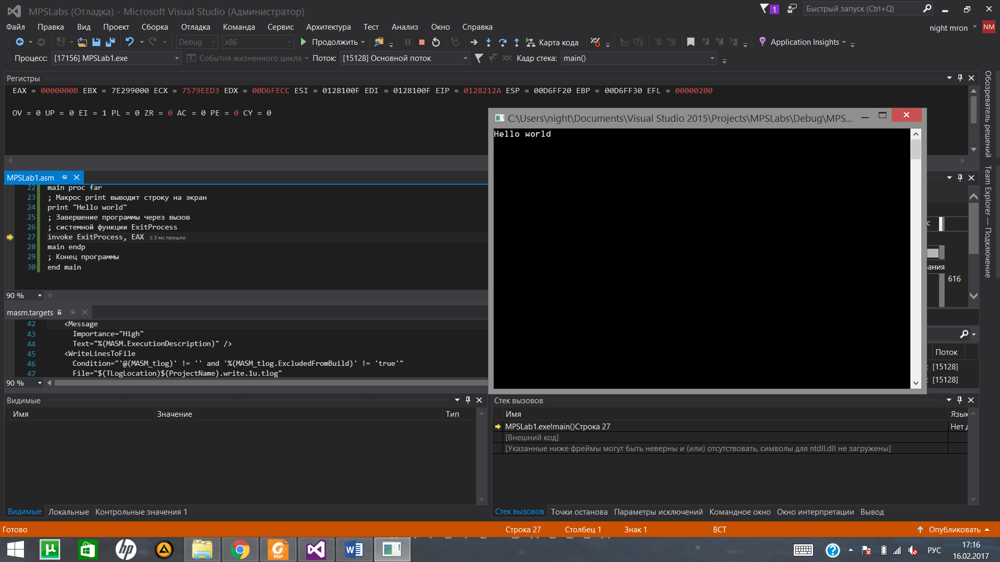 MPSLabs (Отладка) - Microsoft Visual Studio (Администратор)
1
Быстрый запуск (Ctrl+Q)
Файл Правка Вид Проект Сборка Отладка Команда Сервис Архитектура Тест Анализ Окно Справка
night mron NM
Debug x86 Продолжить Карта кода Application Insights
Процесс: [17156] MPSLab1.exe События жизненного цикла Поток: [15128] Основной поток Кадр стека: main()
Регистры
EAX = 0000000B EBX = 7E299000 ECX = 7579EED3 EDX = 00D6FECC ESI = 0128100F EDI = 0128100F EIP = 0128212A ESP = 00D6FF20 EBP = 00D6FF30 EFL = 00000200
OV = 0 UP = 0 EI = 1 PL = 0 ZR = 0 AC = 0 PE = 0 CY = 0
C:\Users\night\Documents\Visual Studio 2015\Projects\MPSLabs\Debug\MPS...
Hello world
Обозреватель решений
Team Explorer — Подключение
MPSLab1.asm
22 main proc far
23 ; Макрос print выводит строку на экран
24 print "Hello world"
25 ; Завершение программы через вызов
26 ; системной функции ExitProcess
27 invoke ExitProcess, EAX ≤ 3 мс прошло
28 main endp
29 ; Конец программы
30 end main
90 %
616
masm.targets
42 <Message
43 Importance="High"
44 Text="%(MASM.ExecutionDescription)" />
45 <WriteLinesToFile
46 Condition="'@(MASM_tlog)' != '' and '%(MASM_tlog.ExcludedFromBuild)' != 'true'"
47 File="$(TLogLocation)$(ProjectName).write.1u.tlog"
90 %
Поток
[15128]
[15128]
Видимые
Имя Значение Тип
Видимые Локальные Контрольные значения 1
Стек вызовов
Имя Язык
MPSLab1.exe!main()Строка 27 Нет
[Внешний код]
[Указанные ниже фреймы могут быть неверны и (или) отсутствовать, символы для ntdll.dll не загружены]
Стек вызовов Точки останова Параметры исключений Командное окно Окно интерпретации Вывод
Готово Строка 27 Столбец 1 Знак 1 ВСТ Опубликовать
µ hp PDF W РУС
17:16
16.02.2017